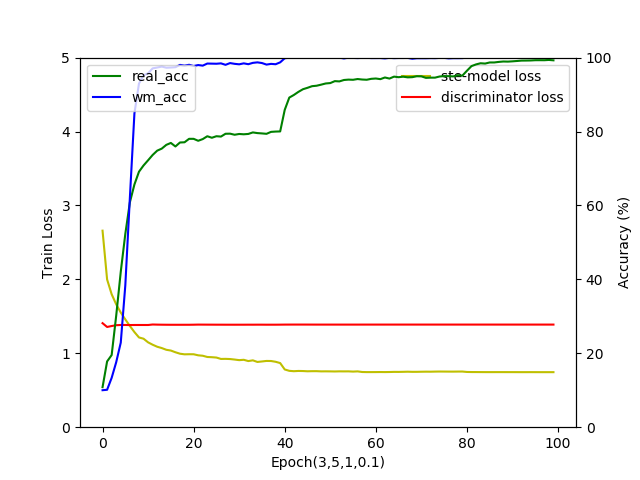 5
4
3
2
1
0
Train Loss
100
80
60
40
20
0
Accuracy (%)
real_acc
wm_acc
ste-model loss
discriminator loss
0 20 40 60 80 100
Epoch(3,5,1,0.1)